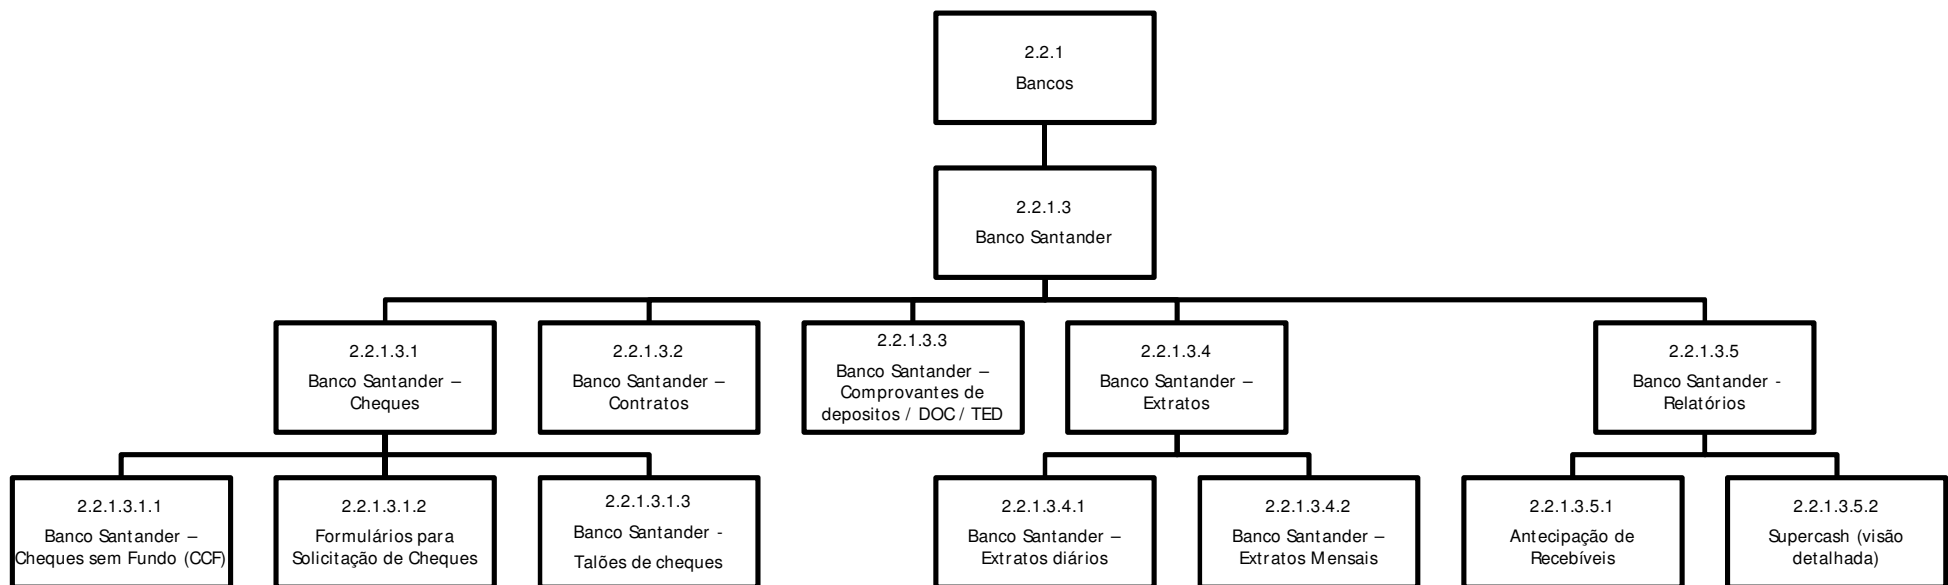 2.2.1
Bancos
2.2.1.3
Banco Santander
2.2.1.3.1
Banco Santander –
Cheques
2.2.1.3.2
Banco Santander –
Contratos
2.2.1.3.3
Banco Santander –
Comprovantes de
depositos / DOC / TED
2.2.1.3.4
Banco Santander –
Extratos
2.2.1.3.5
Banco Santander -
Relatórios
2.2.1.3.1.1
Banco Santander –
Cheques sem Fundo (CCF)
2.2.1.3.1.2
Formulários para
Solicitação de Cheques
2.2.1.3.1.3
Banco Santander -
Talões de cheques
2.2.1.3.4.1
Banco Santander –
Extratos diários
2.2.1.3.4.2
Banco Santander –
Extratos Mensais
2.2.1.3.5.1
Antecipação de
Recebíveis
2.2.1.3.5.2
Supercash (visão
detalhada)